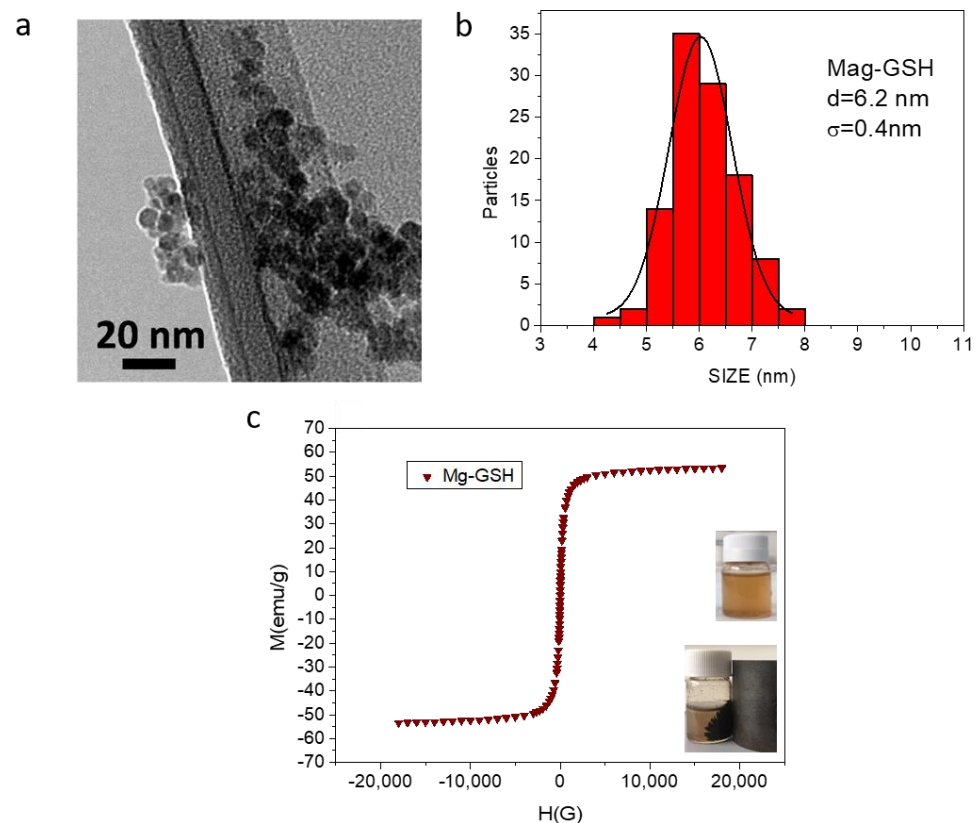 a
20 nm
b
Particles
35
30
25
20
15
10
5
0
3 4 5 6 7 8 9 10 11
SIZE (nm)
Mag-GSH
d=6.2 nm
σ=0.4nm
c
M(emu/g)
70
60
50
40
30
20
10
0
-10
-20
-30
-40
-50
-60
-70
Mg-GSH
-20,000 -10,000 0 10,000 20,000
H(G)